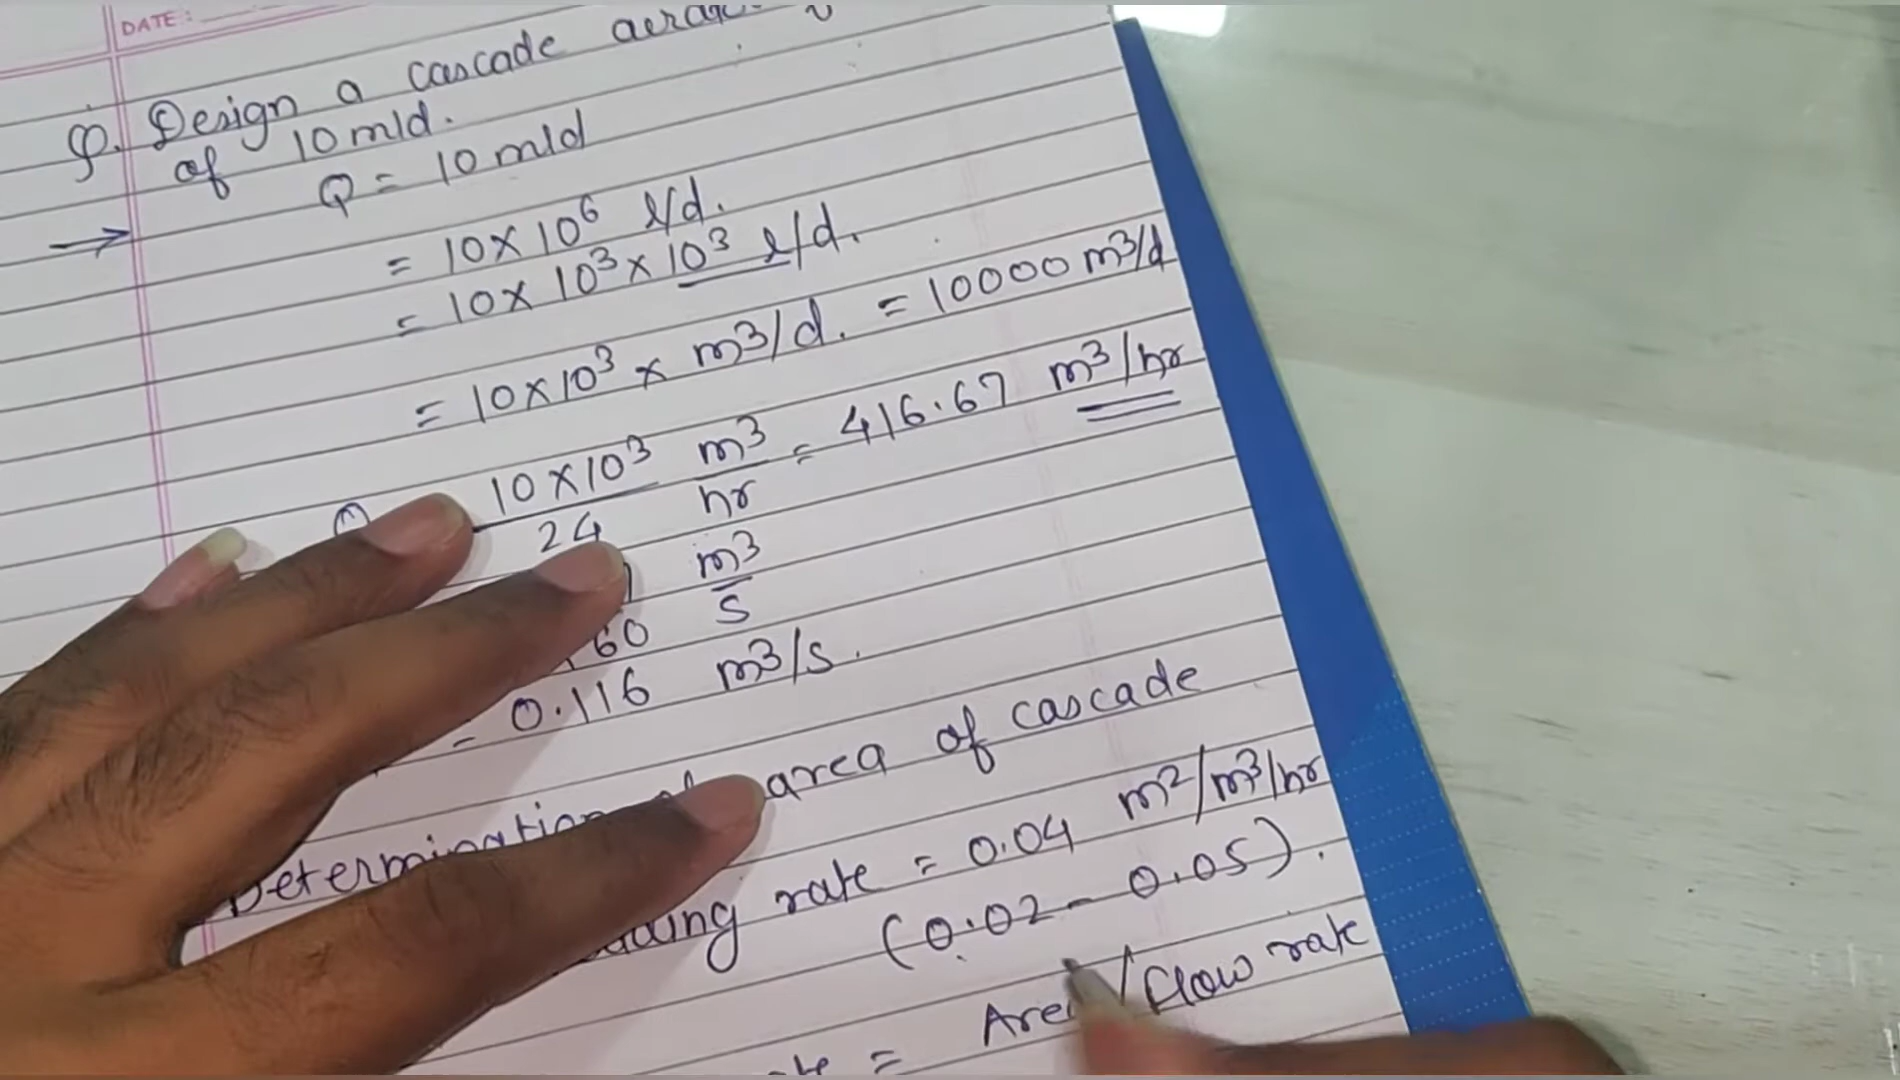 DATE:
Q. Design a cascade
of 10 mld.
Q = 10 mld
= 10 × 10⁶ l/d.
= 10 × 10³ × 10³ l/d.
= 10 × 10³ × m³/d. = 10000 m³/d
10 × 10³ / 24 m³/hr = 416.67 m³/hr
60 m³/s
= 0.116 m³/s.
Determination area of cascade
rate = 0.04 m²/m³/hr
(0.02 - 0.05).
= Area/Flow rate